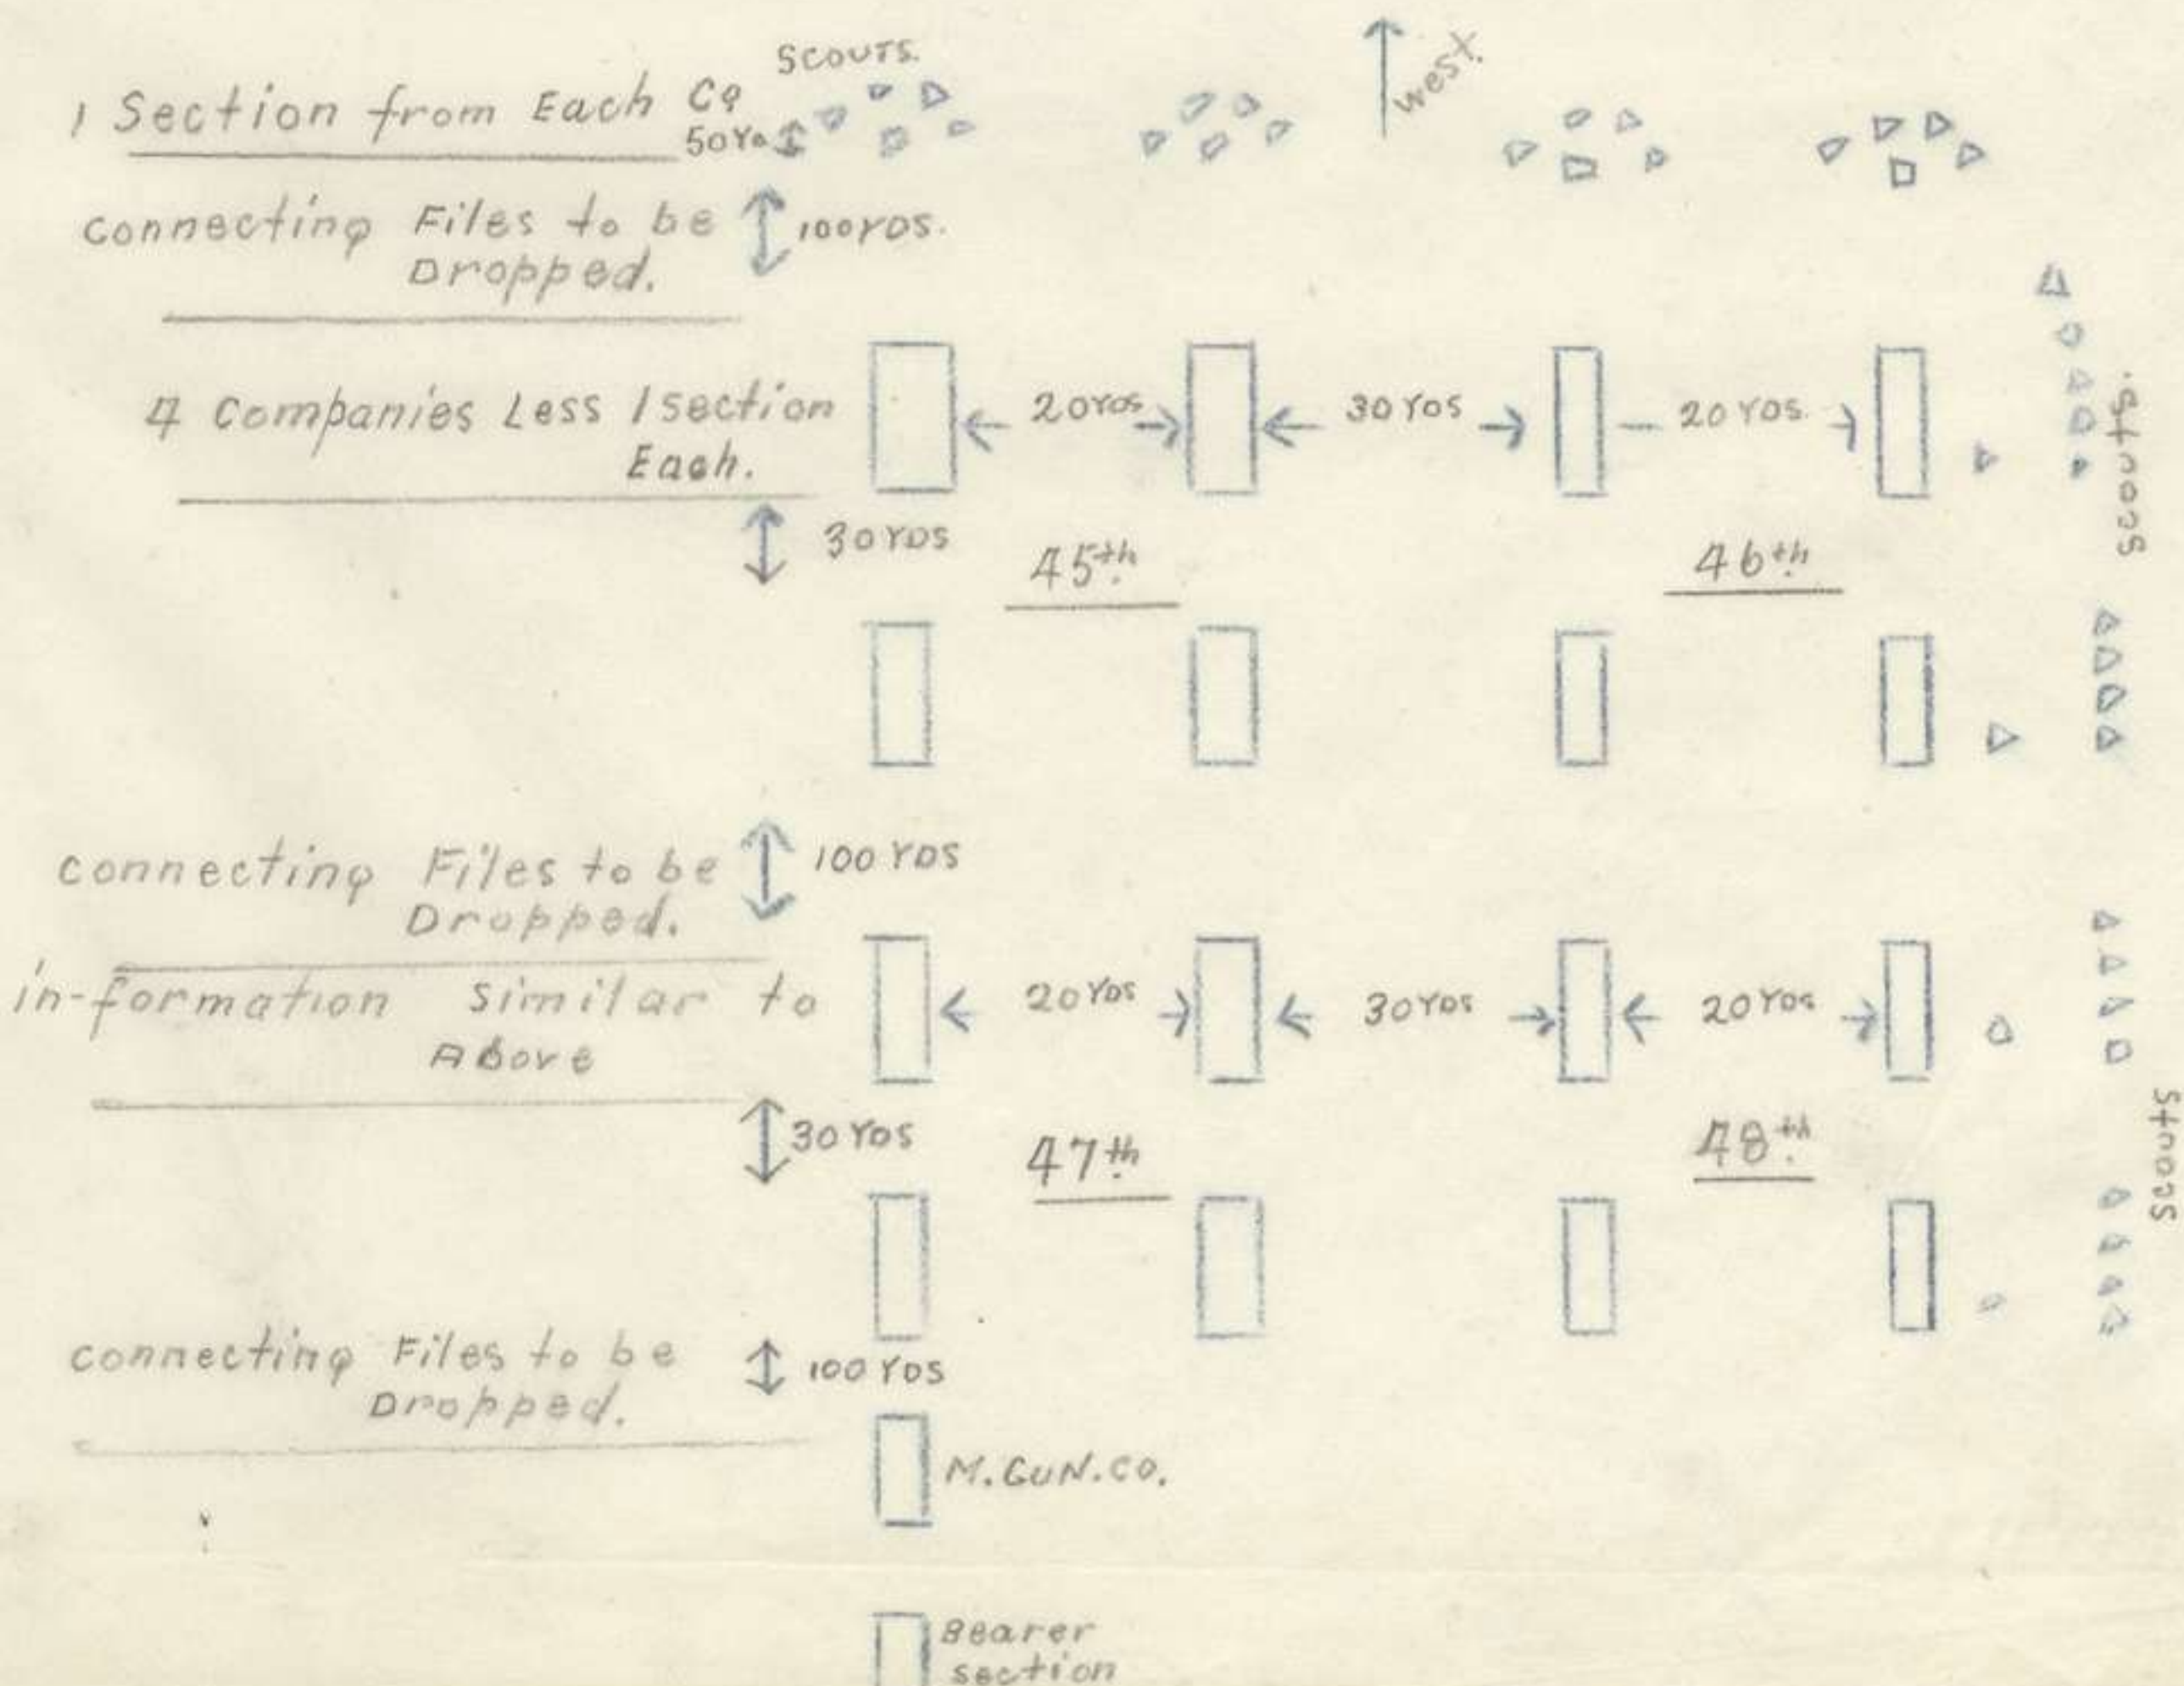 SCOUTS.
West.
1 Section from Each Co
50 Yds
connecting Files to be
Dropped.
100 YDS.
4 Companies Less 1 section
Each.
20 YDS
30 YDS
20 YDS.
Scouts.
30 YDS
45th
46th
connecting Files to be
Dropped.
100 YDS
in-formation similar to
Above
20 YDS
30 YDS
20 YDS
Scouts
30 YDS
47th
48th
connecting Files to be
Dropped.
100 YDS
M.GUN.CO.
Bearer
section